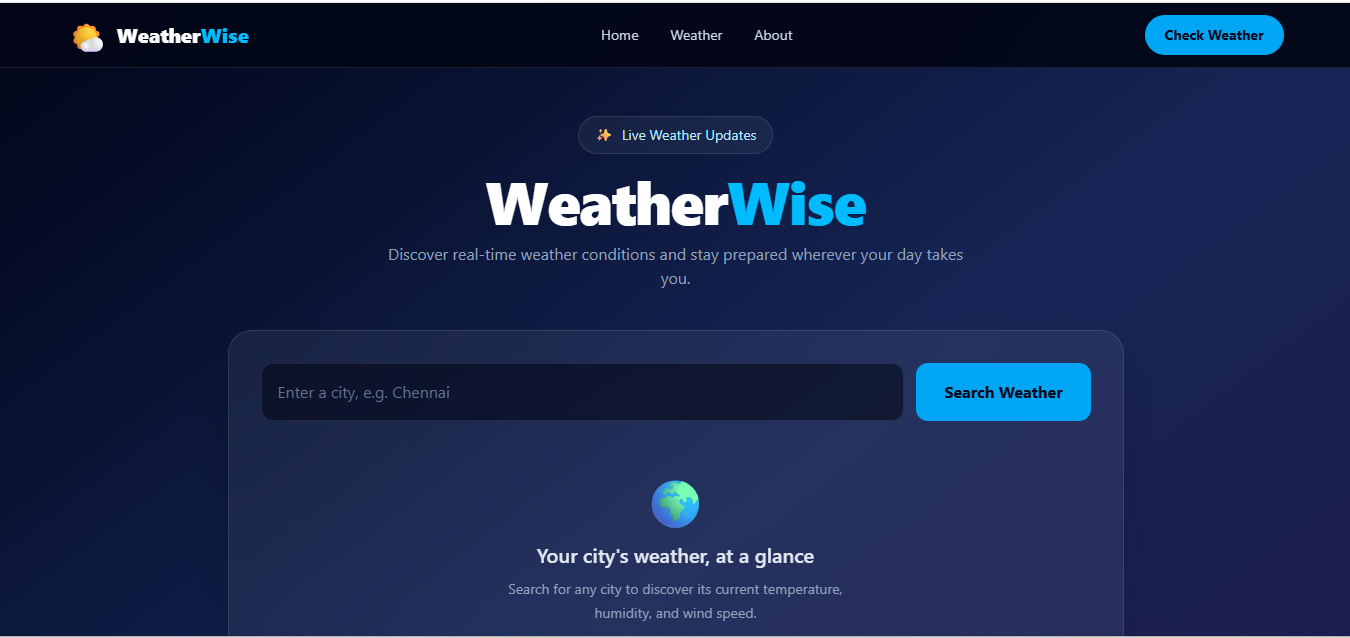 WeatherWise
Home
Weather
About
Check Weather
Live Weather Updates
WeatherWise
Discover real-time weather conditions and stay prepared wherever your day takes
you.
Enter a city, e.g. Chennai
Search Weather
Your city's weather, at a glance
Search for any city to discover its current temperature,
humidity, and wind speed.